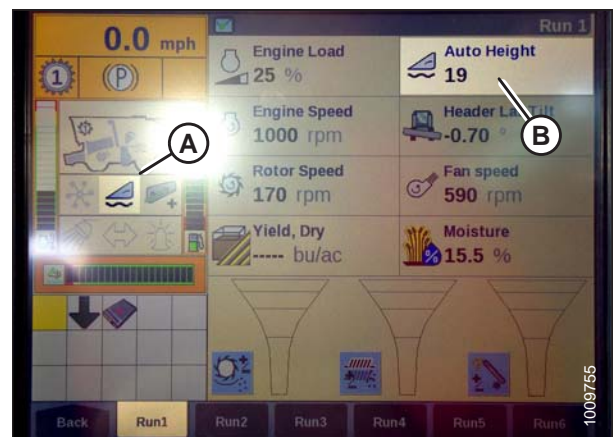 0.0 mph
Run 1
1
(P)
Engine Load
25 %
Auto Height
19
A
B
Engine Speed
1000 rpm
Header Lat Tilt
-0.70 °
Rotor Speed
170 rpm
Fan speed
590 rpm
Yield, Dry
----- bu/ac
Moisture
% 15.5 %
Back
Run1
Run2
Run3
Run4
Run5
Run6
1009755